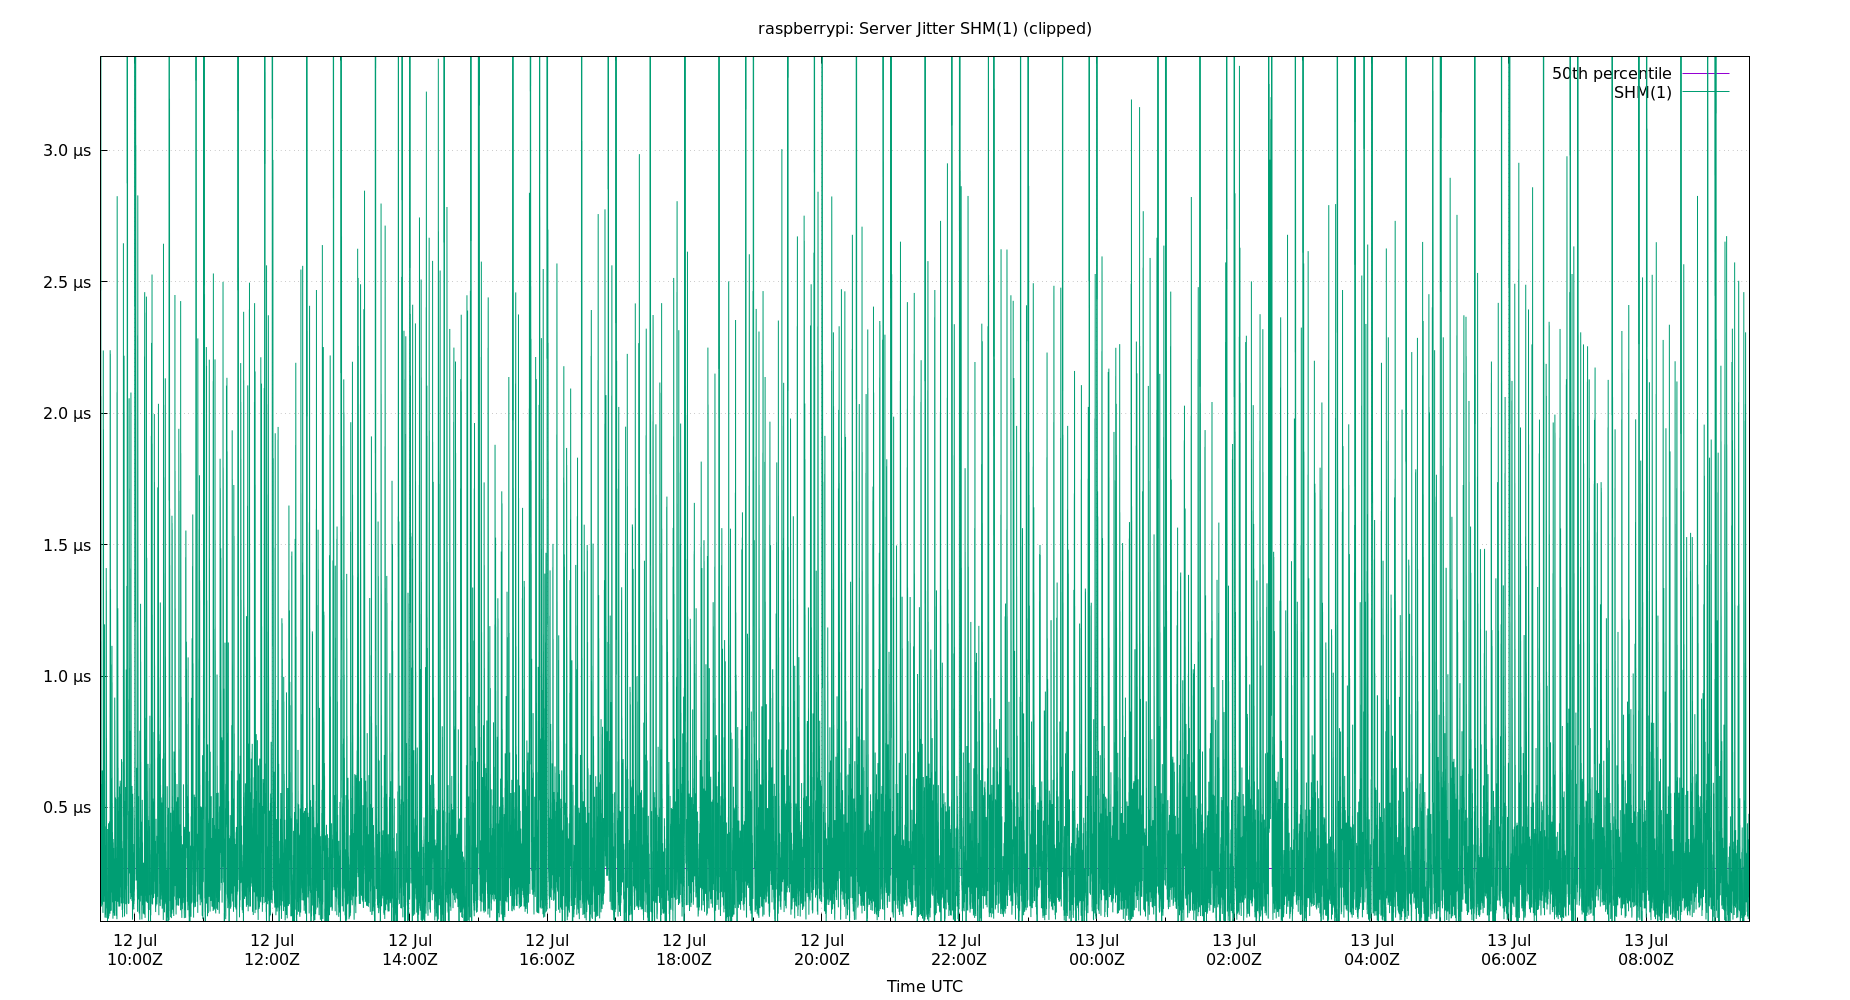 raspberrypi: Server Jitter SHM(1) (clipped)
50th percentile
SHM(1)
3.0 µs
2.5 µs
2.0 µs
1.5 µs
1.0 µs
0.5 µs
12 Jul 12 Jul 12 Jul 12 Jul 12 Jul 12 Jul 12 Jul 13 Jul 13 Jul 13 Jul 13 Jul 13 Jul
10:00Z 12:00Z 14:00Z 16:00Z 18:00Z 20:00Z 22:00Z 00:00Z 02:00Z 04:00Z 06:00Z 08:00Z
Time UTC